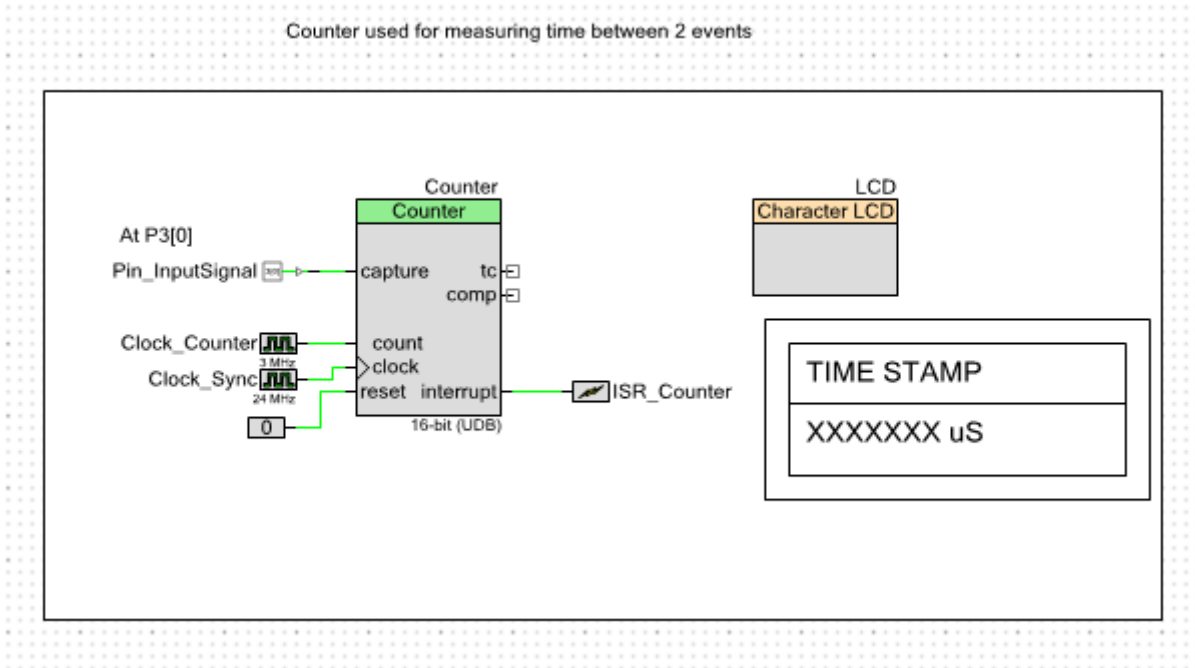 Counter used for measuring time between 2 events
Counter
LCD
Counter
Character LCD
At P3[0]
Pin_InputSignal
capture
tc
comp
Clock_Counter
count
3 MHz
clock
Clock_Sync
24 MHz
reset
interrupt
ISR_Counter
0
16-bit (UDB)
TIME STAMP
XXXXXXX uS